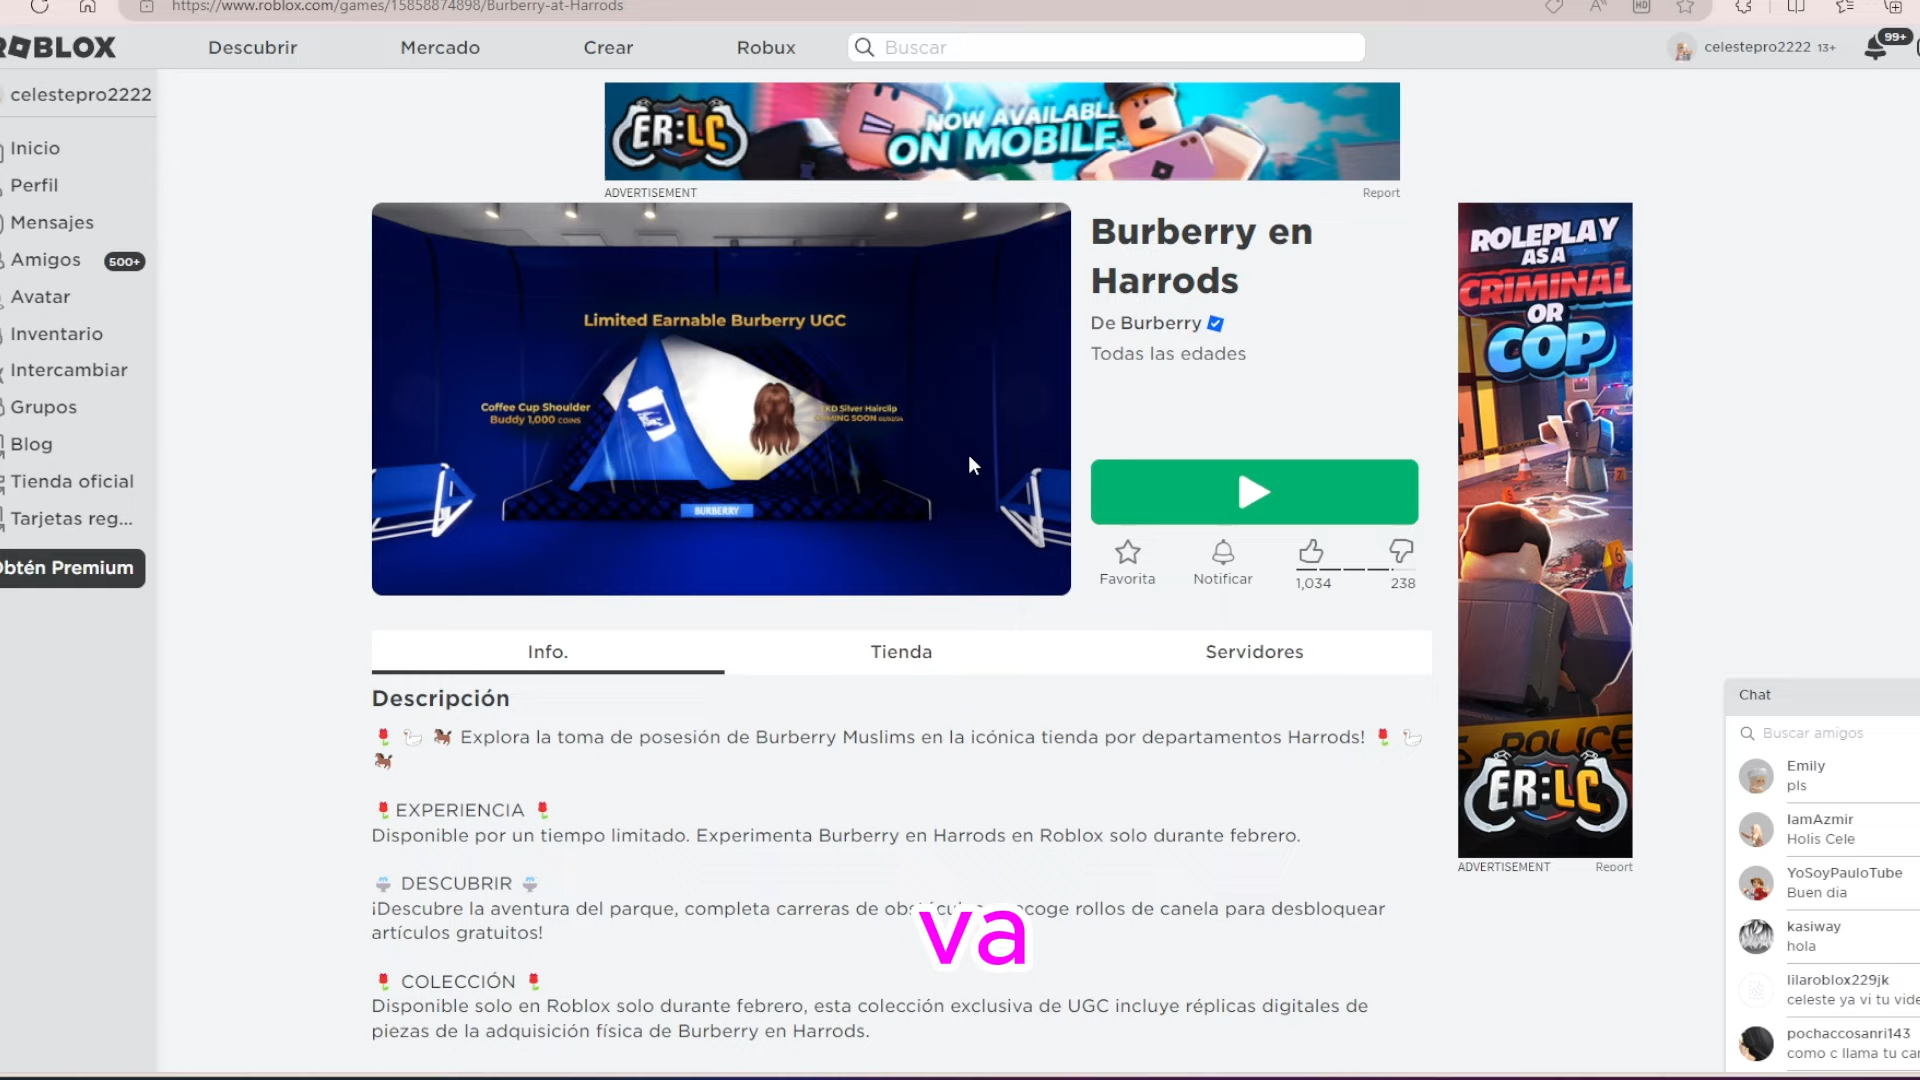 https://www.roblox.com/games/15858874898/Burberry-at-Harrods
ROBLOX
Descubrir
Mercado
Crear
Robux
Buscar
celestepro2222 13+
99+
celestepro2222
Inicio
Perfil
Mensajes
Amigos 500+
Avatar
Inventario
Intercambiar
Grupos
Blog
Tienda oficial
Tarjetas reg...
Obtén Premium
ER:LC
NOW AVAILABLE
ON MOBILE
ADVERTISEMENT
Report
Limited Earnable Burberry UGC
Coffee Cup Shoulder
Buddy 1,000 COINS
Silver Hairclip
BURBERRY
Burberry en
Harrods
De Burberry
Todas las edades
Favorita
Notificar
1,034
238
ROLEPLAY
AS A
CRIMINAL
OR
COP
POLICE
ER:LC
ADVERTISEMENT
Report
Info.
Tienda
Servidores
Descripción
🌷 🦢 🐎 Explora la toma de posesión de Burberry Muslims en la icónica tienda por departamentos Harrods! 🌷 🦢
🐎
🌷EXPERIENCIA 🌷
Disponible por un tiempo limitado. Experimenta Burberry en Harrods en Roblox solo durante febrero.
⛲ DESCUBRIR ⛲
¡Descubre la aventura del parque, completa carreras de rollos de canela para desbloquear
artículos gratuitos!
va
🌷 COLECCIÓN 🌷
Disponible solo en Roblox solo durante febrero, esta colección exclusiva de UGC incluye réplicas digitales de
piezas de la adquisición física de Burberry en Harrods.
Chat
Buscar amigos
Emily
pls
IamAzmir
Holis Cele
YoSoyPauloTube
Buen dia
kasiway
hola
lilaroblox229jk
celeste ya vi tu vide
pochaccosanri143
como c llama tu car